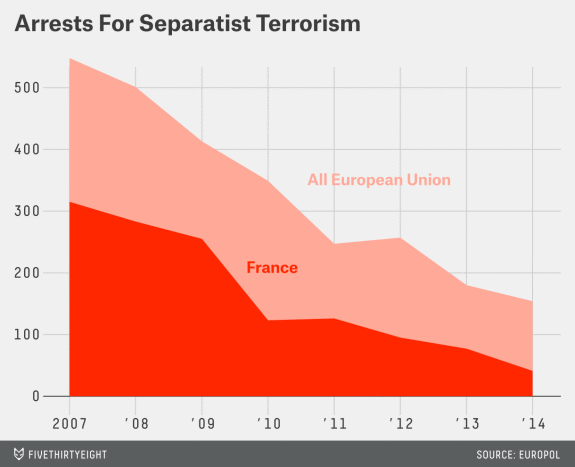 Arrests For Separatist Terrorism
500
400
All European Union
300
France
200
100
0
2007 '08 '09 '10 '11 '12 '13 '14
FIVETHIRTYEIGHT SOURCE: EUROPOL